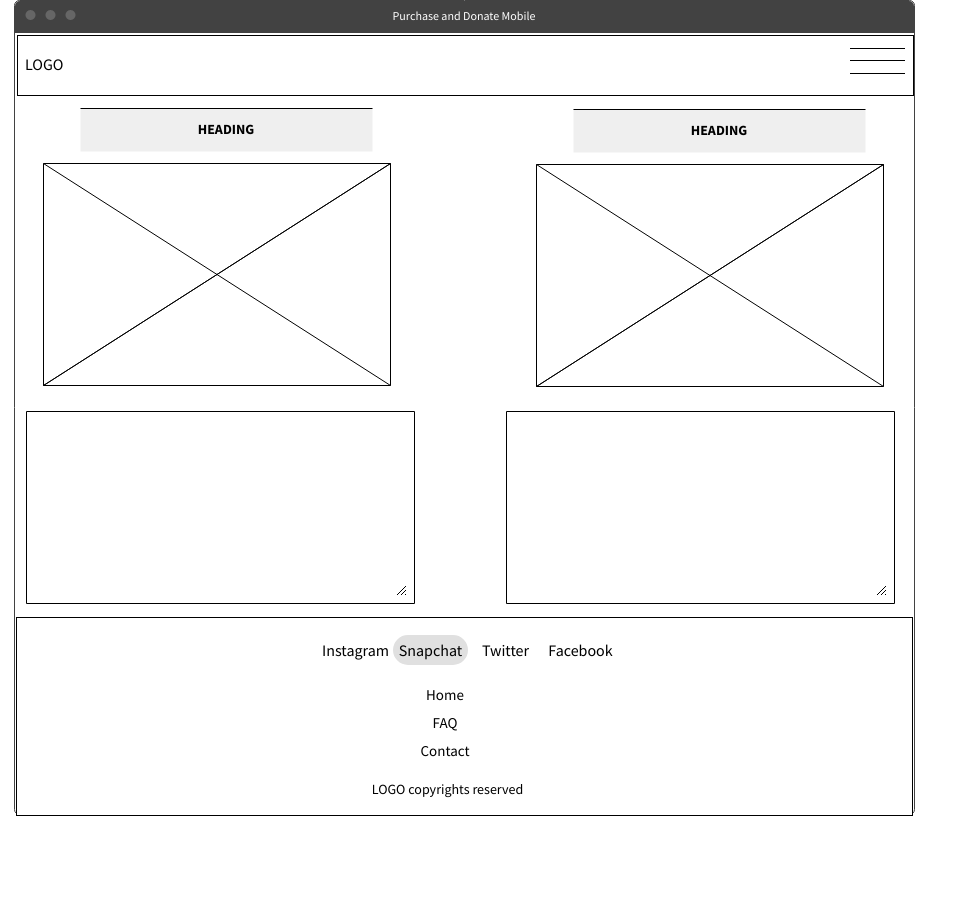 Purchase and Donate Mobile
LOGO
HEADING
HEADING
Instagram Snapchat Twitter Facebook
Home
FAQ
Contact
LOGO copyrights reserved